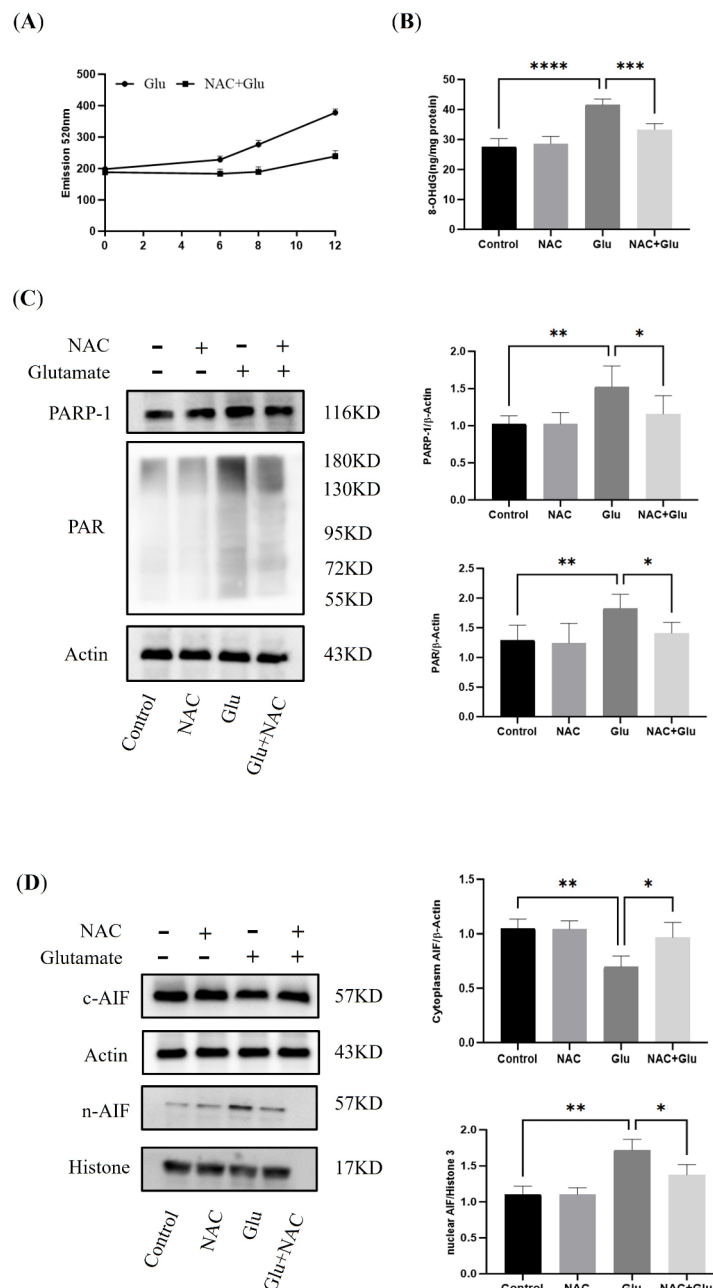 (A)
500
400
300
200
100
0
Emission 520nm
Glu NAC+Glu
0 2 4 6 8 10 12
(B)
50
40
30
20
10
0
8-OHdG(ng/mg protein)
**** ***
Control NAC Glu NAC+Glu
(C)
NAC - + - +
Glutamate - - + +
PARP-1 116KD
PAR
180KD
130KD
95KD
72KD
55KD
Actin 43KD
Control NAC Glu Glu+NAC
2.0
1.5
1.0
0.5
0.0
PARP-1/β-Actin
** *
Control NAC Glu NAC+Glu
2.5
2.0
1.5
1.0
0.5
0.0
PAR/β-Actin
** *
Control NAC Glu NAC+Glu
(D)
NAC - + - +
Glutamate - - + +
c-AIF 57KD
Actin 43KD
n-AIF 57KD
Histone 17KD
Control NAC Glu Glu+NAC
1.5
1.0
0.5
0.0
Cytoplasm AIF/β-Actin
** *
Control NAC Glu NAC+Glu
2.0
1.5
1.0
0.5
0.0
nuclear AIF/Histone 3
** *
Control NAC Glu NAC+Glu